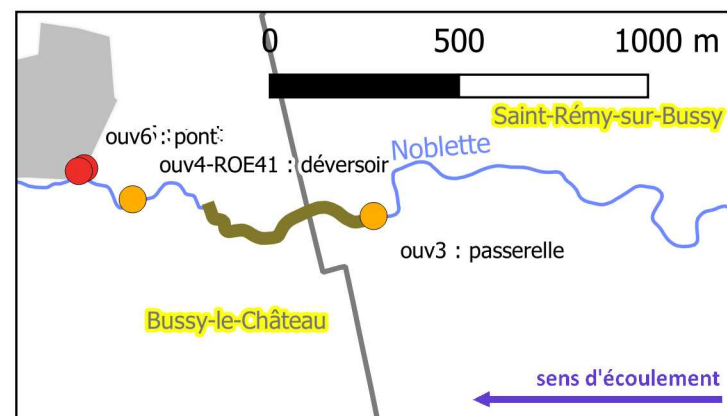 0 500 1000 m
Saint-Rémy-sur-Bussy
ouv6 : pont
Noblette
ouv4-ROE41 : déversoir
ouv3 : passerelle
Bussy-le-Château
sens d'écoulement